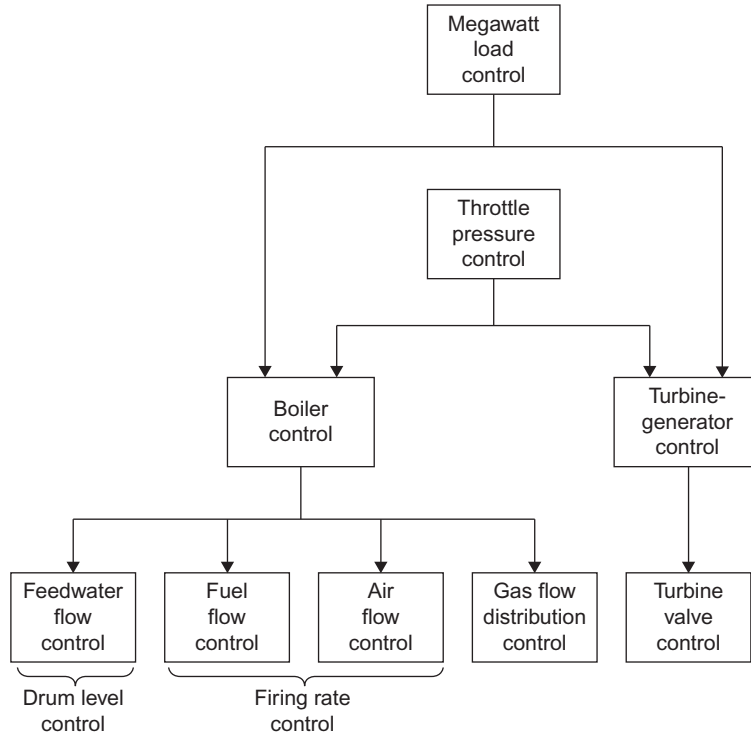 Megawatt
load
control
Throttle
pressure
control
Boiler
control
Turbine-
generator
control
Feedwater
flow
control
Fuel
flow
control
Air
flow
control
Gas flow
distribution
control
Turbine
valve
control
Drum level
control
Firing rate
control